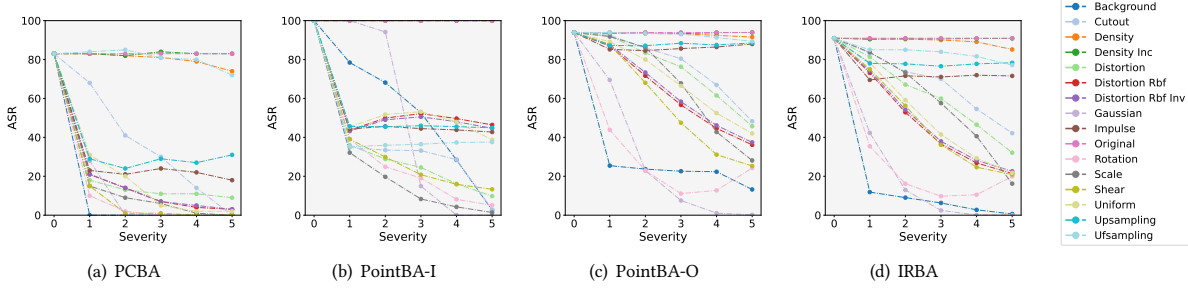 100
80
60
40
20
0
ASR
0 1 2 3 4 5
Severity
(a) PCBA
100
80
60
40
20
0
ASR
0 1 2 3 4 5
Severity
(b) PointBA-I
100
80
60
40
20
0
ASR
0 1 2 3 4 5
Severity
(c) PointBA-O
100
80
60
40
20
0
ASR
0 1 2 3 4 5
Severity
(d) IRBA
Background
Cutout
Density
Density Inc
Distortion
Distortion Rbf
Distortion Rbf Inv
Gaussian
Impulse
Original
Rotation
Scale
Shear
Uniform
Upsampling
Ufsampling